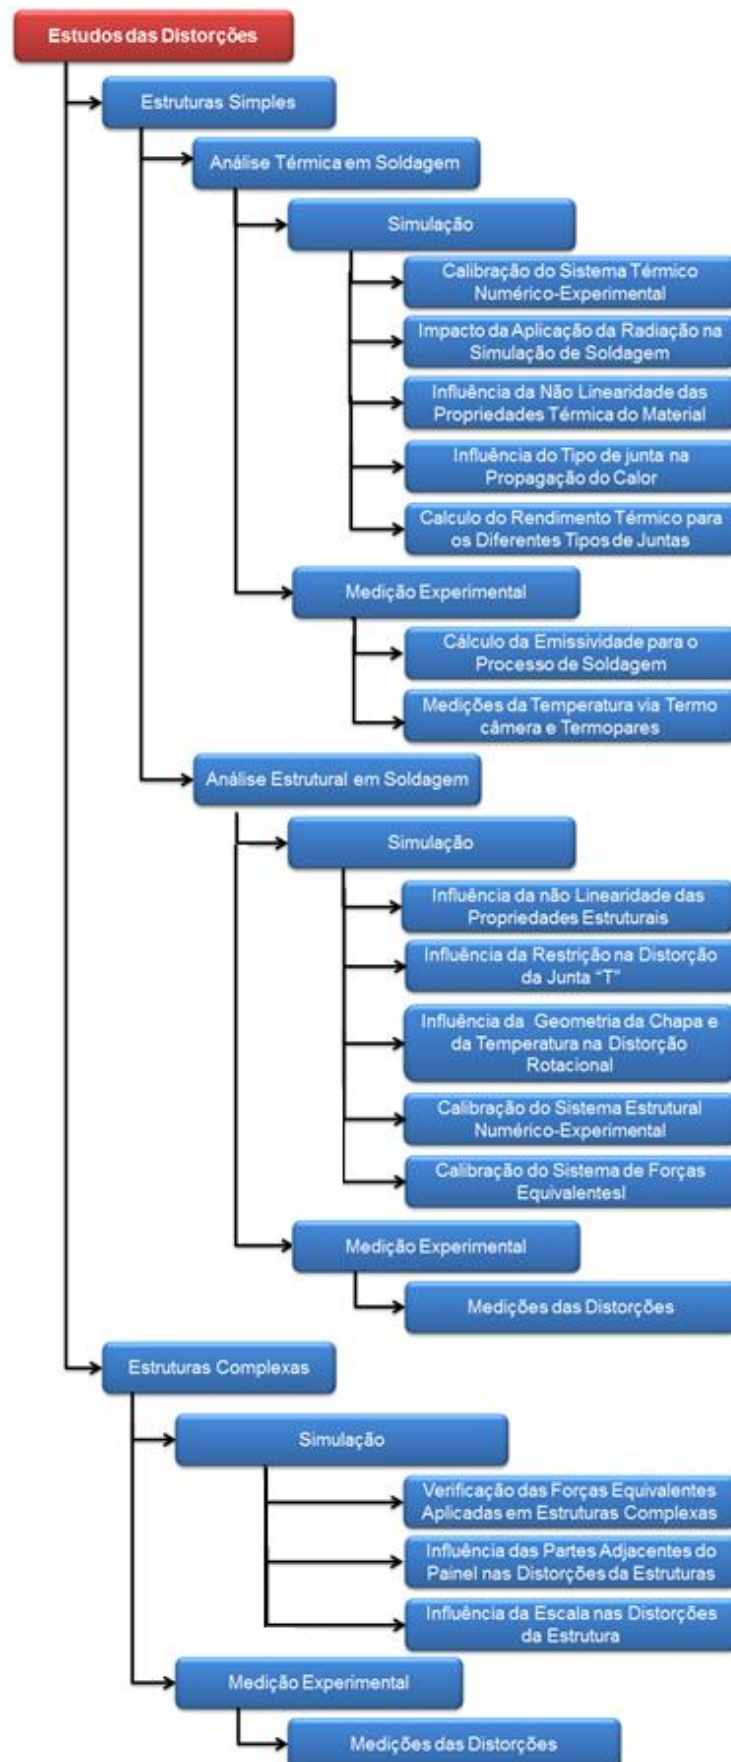 Estudos das Distorções
Estruturas Simples
Análise Térmica em Soldagem
Simulação
Calibração do Sistema Térmico
Numérico-Experimental
Impacto da Aplicação da Radiação na
Simulação de Soldagem
Influência da Não Linearidade das
Propriedades Térmica do Material
Influência do Tipo de junta na
Propagação do Calor
Calculo do Rendimento Térmico para
os Diferentes Tipos de Juntas
Medição Experimental
Cálculo da Emissividade para o
Processo de Soldagem
Medições da Temperatura via Termo
câmera e Termopares
Análise Estrutural em Soldagem
Simulação
Influência da não Linearidade das
Propriedades Estruturais
Influência da Restrição na Distorção
da Junta “T”
Influência da Geometria da Chapa e
da Temperatura na Distorção
Rotacional
Calibração do Sistema Estrutural
Numérico-Experimental
Calibração do Sistema de Forças
Equivalentesl
Medição Experimental
Medições das Distorções
Estruturas Complexas
Simulação
Verificação das Forças Equivalentes
Aplicadas em Estruturas Complexas
Influência das Partes Adjacentes do
Painel nas Distorções da Estruturas
Influência da Escala nas Distorções
da Estrutura
Medição Experimental
Medições das Distorções